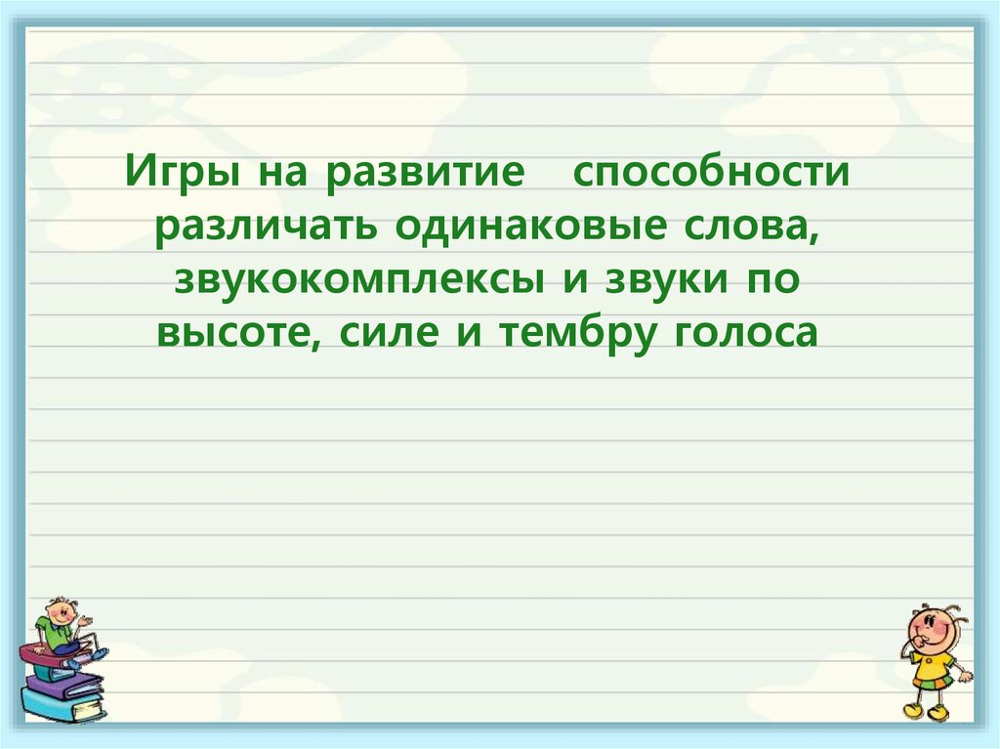 Игры на развитие способности
различать одинаковые слова,
звукокомплексы и звуки по
высоте, силе и тембру голоса